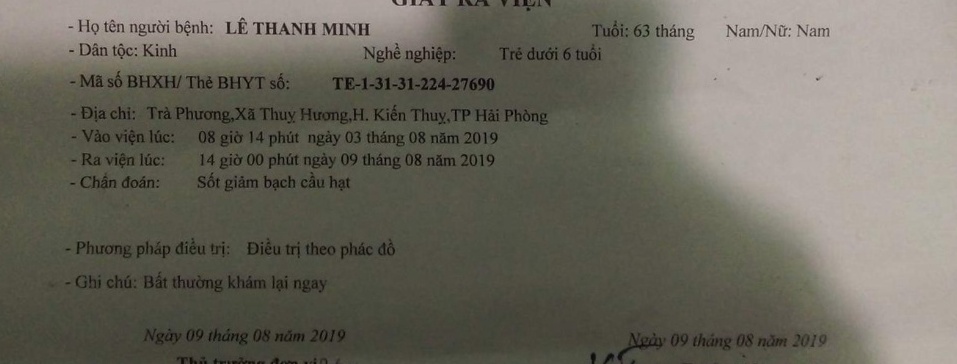 GIẤY RA VIỆN
- Họ tên người bệnh: LÊ THANH MINH Tuổi: 63 tháng Nam/Nữ: Nam
- Dân tộc: Kinh Nghề nghiệp: Trẻ dưới 6 tuổi
- Mã số BHXH/ Thẻ BHYT số: TE-1-31-31-224-27690
- Địa chỉ: Trà Phương,Xã Thuỵ Hương,H. Kiến Thuỵ,TP Hải Phòng
- Vào viện lúc: 08 giờ 14 phút ngày 03 tháng 08 năm 2019
- Ra viện lúc: 14 giờ 00 phút ngày 09 tháng 08 năm 2019
- Chẩn đoán: Sốt giảm bạch cầu hạt
- Phương pháp điều trị: Điều trị theo phác đồ
- Ghi chú: Bất thường khám lại ngay
Ngày 09 tháng 08 năm 2019 Ngày 09 tháng 08 năm 2019
Thủ trưởng đơn vị